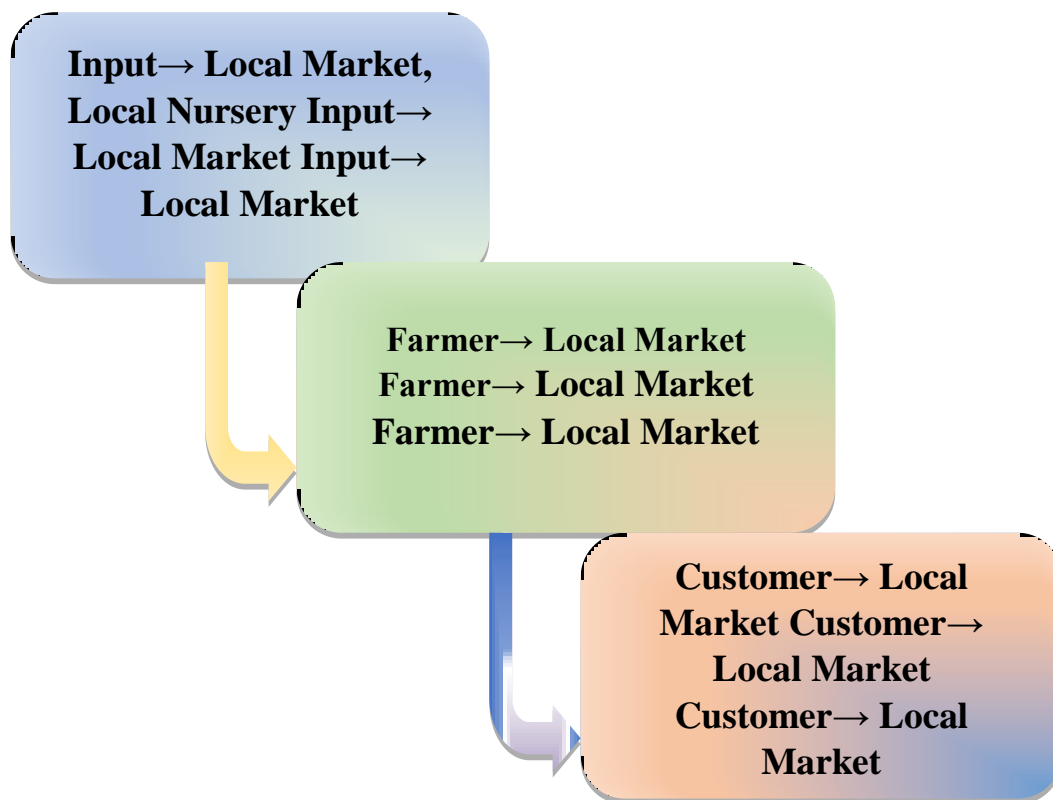 Input→ Local Market,
Local Nursery Input→
Local Market Input→
Local Market
Farmer→ Local Market
Farmer→ Local Market
Farmer→ Local Market
Customer→ Local
Market Customer→
Local Market
Customer→ Local
Market